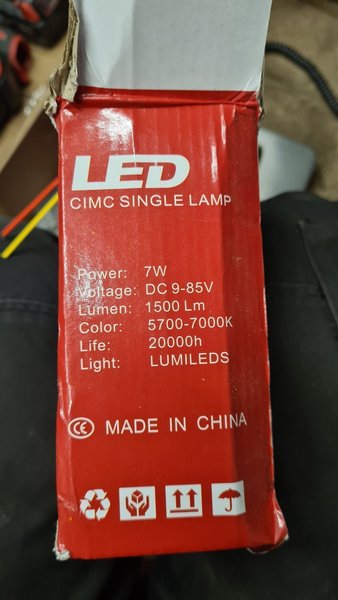 LED
CIMC SINGLE LAMP
Power: 7W
Voltage: DC 9-85V
Lumen: 1500 Lm
Color: 5700-7000K
Life: 20000h
Light: LUMILEDS
MADE IN CHINA